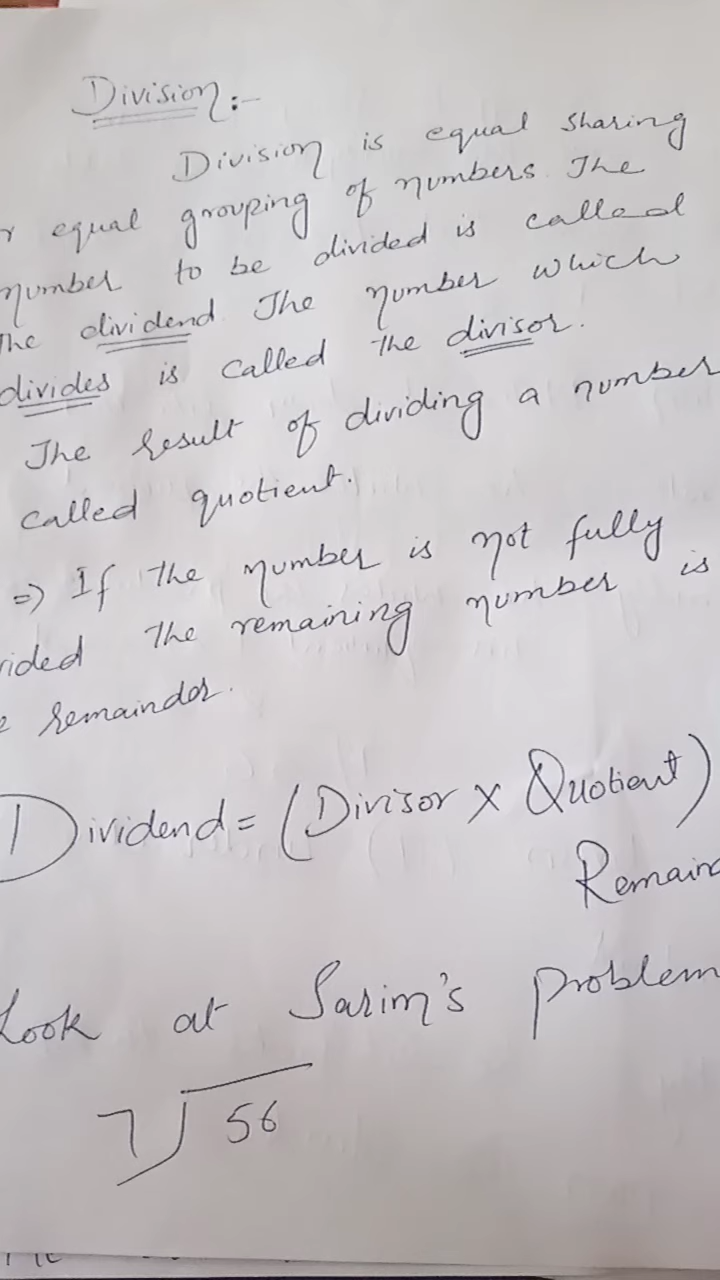 Division:-
Division is equal sharing
r equal grouping of numbers. The
number to be divided is called
The dividend. The number which
divides is called the divisor.
The result of dividing a number
called quotient.
=) If the number is not fully
vided the remaining number is
e remainder.
Dividend = (Divisor x Quotient)
Remaind
Look at Sarim's problem
7 56